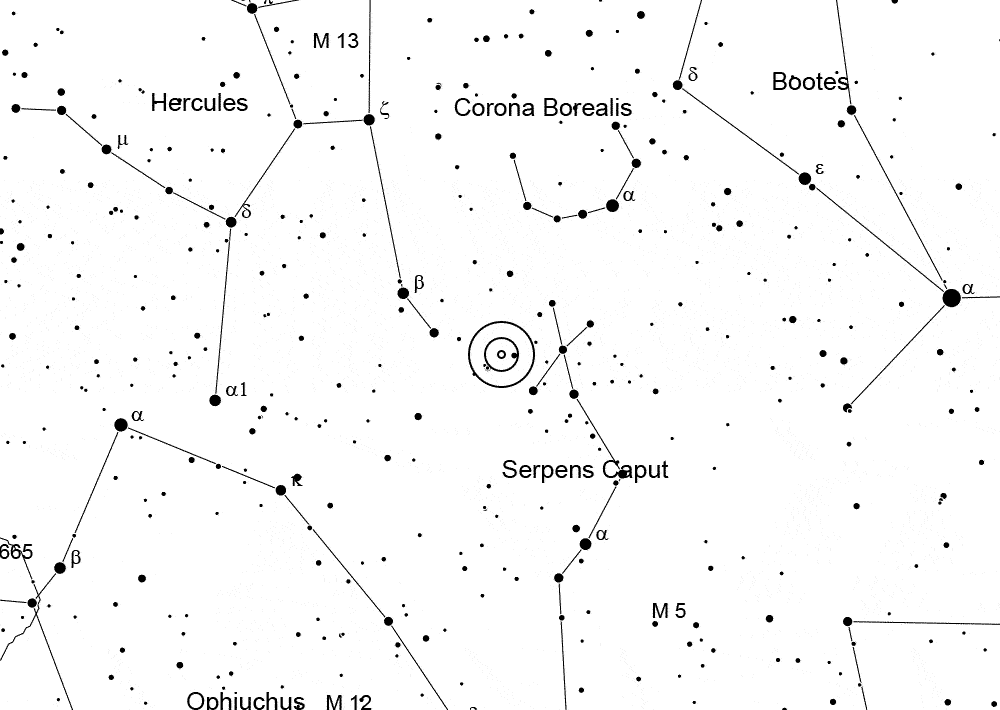 M 13
δ
Bootes
Hercules
ζ
Corona Borealis
μ
ε
α
δ
β
α
α1
α
Serpens Caput
κ
α
665
β
M 5
Ophiuchus
M 12